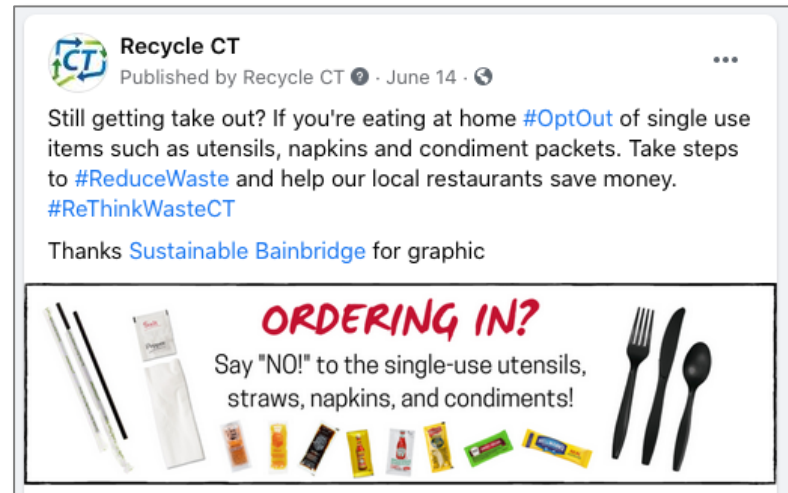 CT
Recycle CT
Published by Recycle CT ? · June 14 ·
Still getting take out? If you're eating at home #OptOut of single use
items such as utensils, napkins and condiment packets. Take steps
to #ReduceWaste and help our local restaurants save money.
#ReThinkWasteCT
Thanks Sustainable Bainbridge for graphic
ORDERING IN?
Say "NO!" to the single-use utensils,
straws, napkins, and condiments!